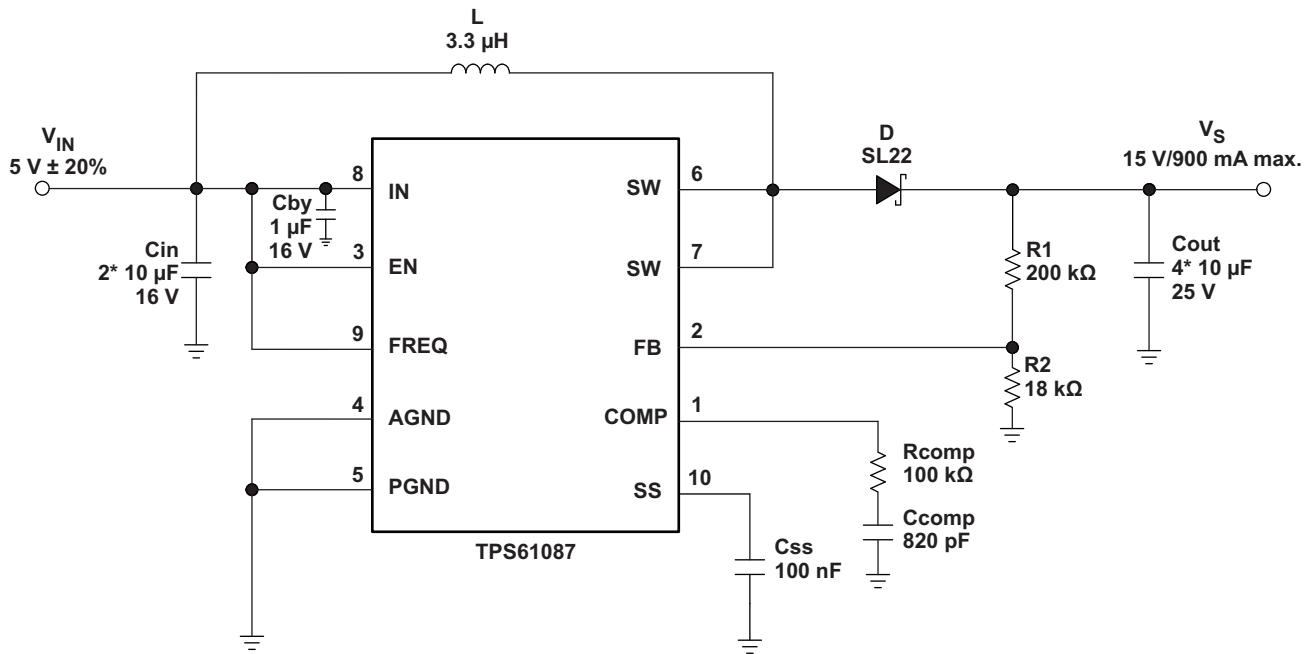 L
3.3 µH
V_IN
5 V ± 20%
D
SL22
V_S
15 V/900 mA max.
8
IN
SW
6
Cby
1 µF
16 V
Cin
2* 10 µF
16 V
3
EN
SW
7
R1
200 kΩ
Cout
4* 10 µF
25 V
9
FREQ
FB
2
R2
18 kΩ
4
AGND
COMP
1
Rcomp
100 kΩ
5
PGND
SS
10
Ccomp
820 pF
TPS61087
Css
100 nF